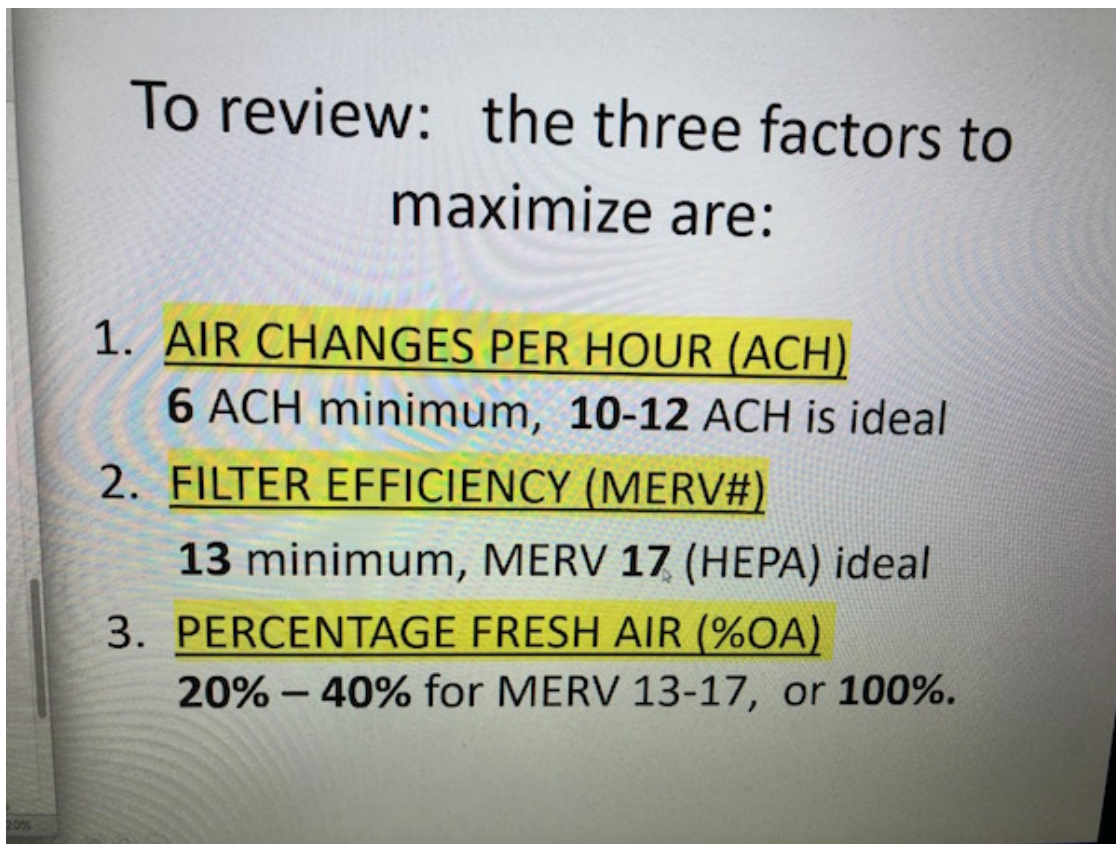 To review: the three factors to
maximize are:
1. AIR CHANGES PER HOUR (ACH)
6 ACH minimum, 10-12 ACH is ideal
2. FILTER EFFICIENCY (MERV#)
13 minimum, MERV 17 (HEPA) ideal
3. PERCENTAGE FRESH AIR (%OA)
20% – 40% for MERV 13-17, or 100%.
20%